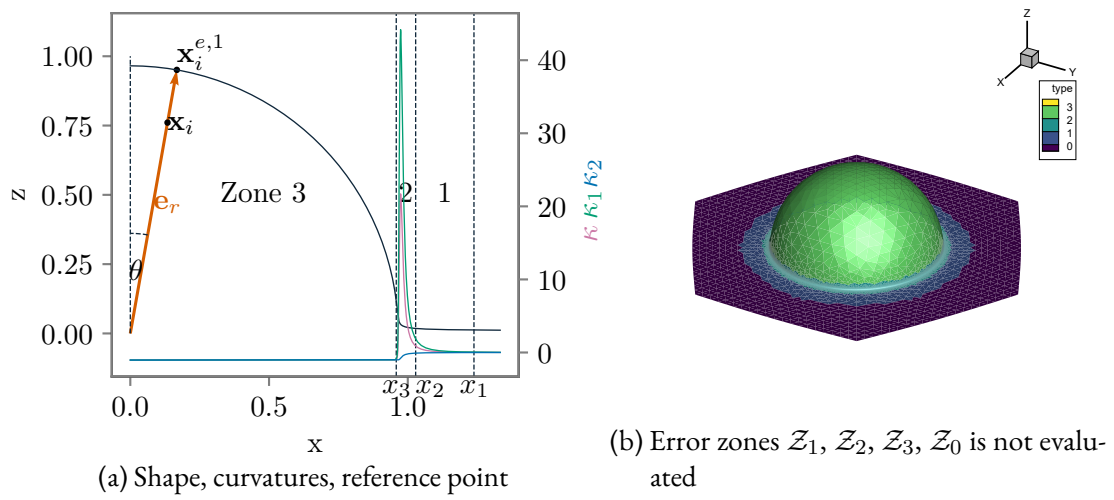 1.00
0.75
0.50
0.25
0.00
z
0.0
0.5
1.0
x
40
30
20
10
0
κ κ₁ κ₂
𝐱ᵢᵉ,¹
𝐱ᵢ
𝐞ᵣ
θ
Zone 3
2
1
x₃
x₂
x₁
(a) Shape, curvatures, reference point
Z
Y
X
type
3
2
1
0
(b) Error zones 𝒵₁, 𝒵₂, 𝒵₃, 𝒵₀ is not evalu-
ated